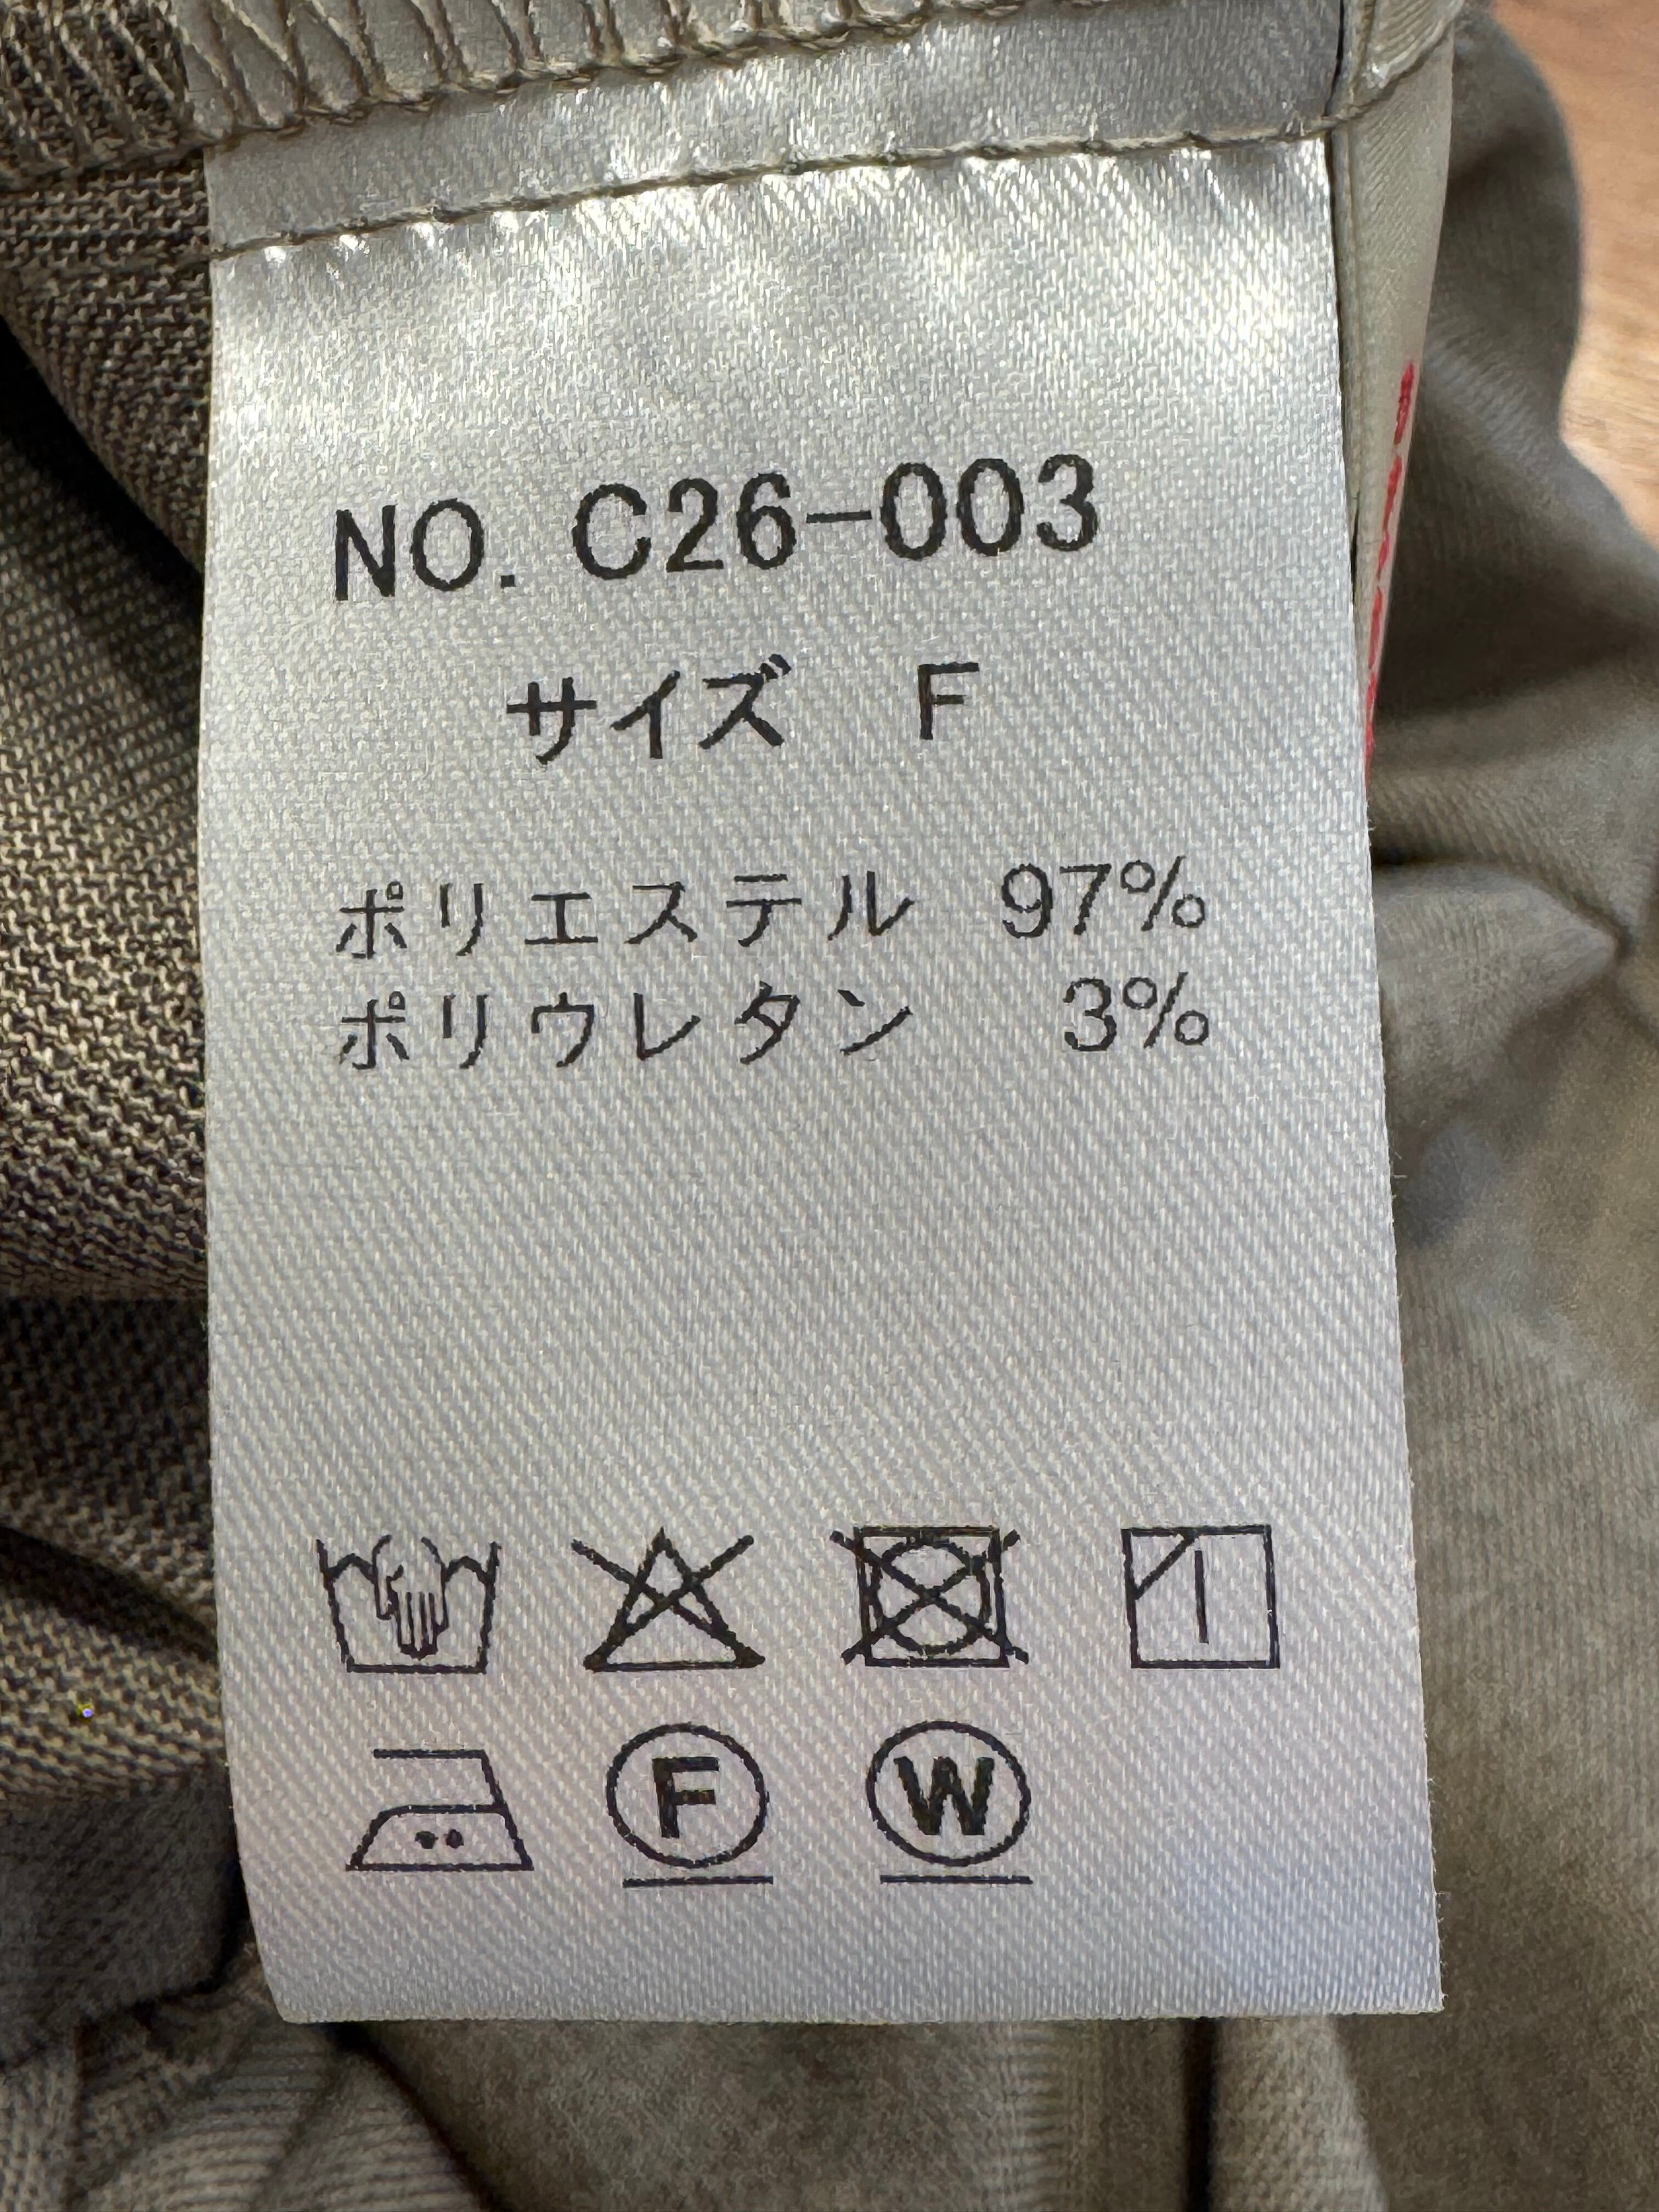 NO. C26-003
サイズ F
ポリエステル 97%
ポリウレタン 3%
F W